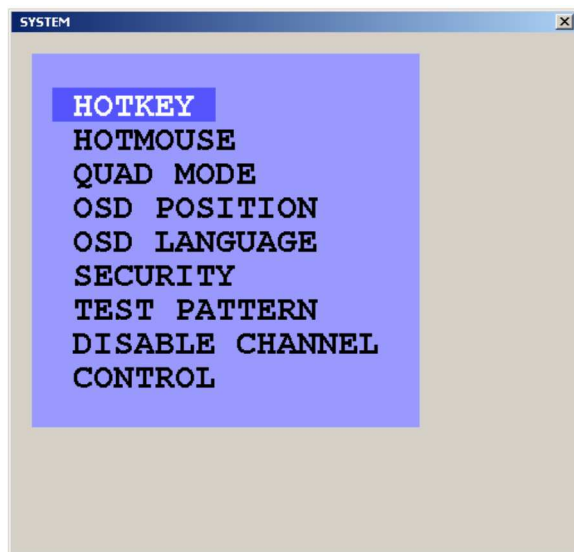 SYSTEM
HOTKEY
HOTMOUSE
QUAD MODE
OSD POSITION
OSD LANGUAGE
SECURITY
TEST PATTERN
DISABLE CHANNEL
CONTROL